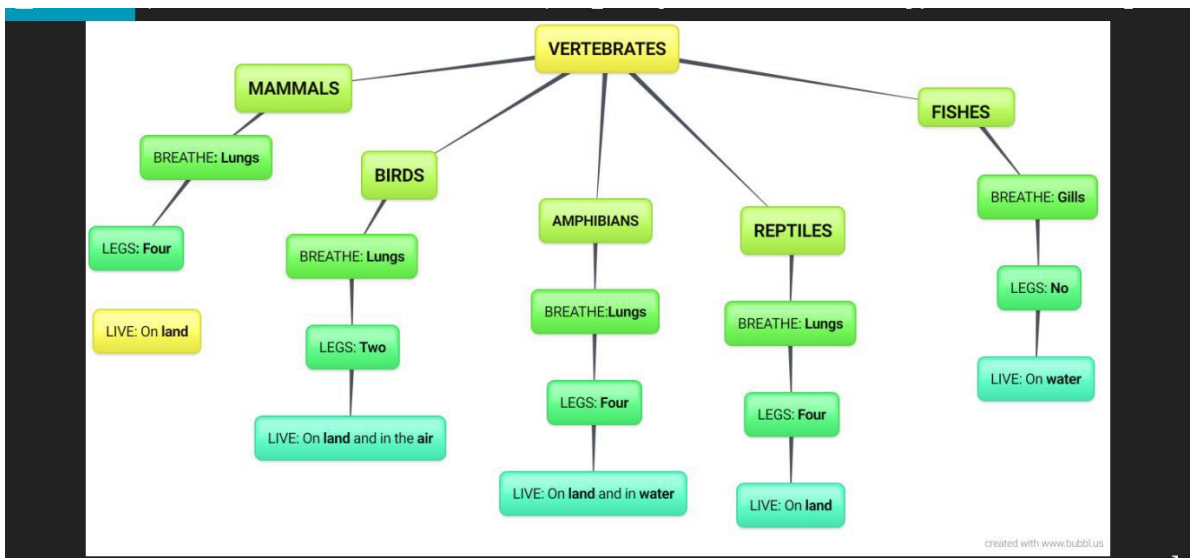 VERTEBRATES
MAMMALS
BREATHE: Lungs
LEGS: Four
LIVE: On land
BIRDS
BREATHE: Lungs
LEGS: Two
LIVE: On land and in the air
AMPHIBIANS
BREATHE:Lungs
LEGS: Four
LIVE: On land and in water
REPTILES
BREATHE: Lungs
LEGS: Four
LIVE: On land
FISHES
BREATHE: Gills
LEGS: No
LIVE: On water
created with www.bubbl.us